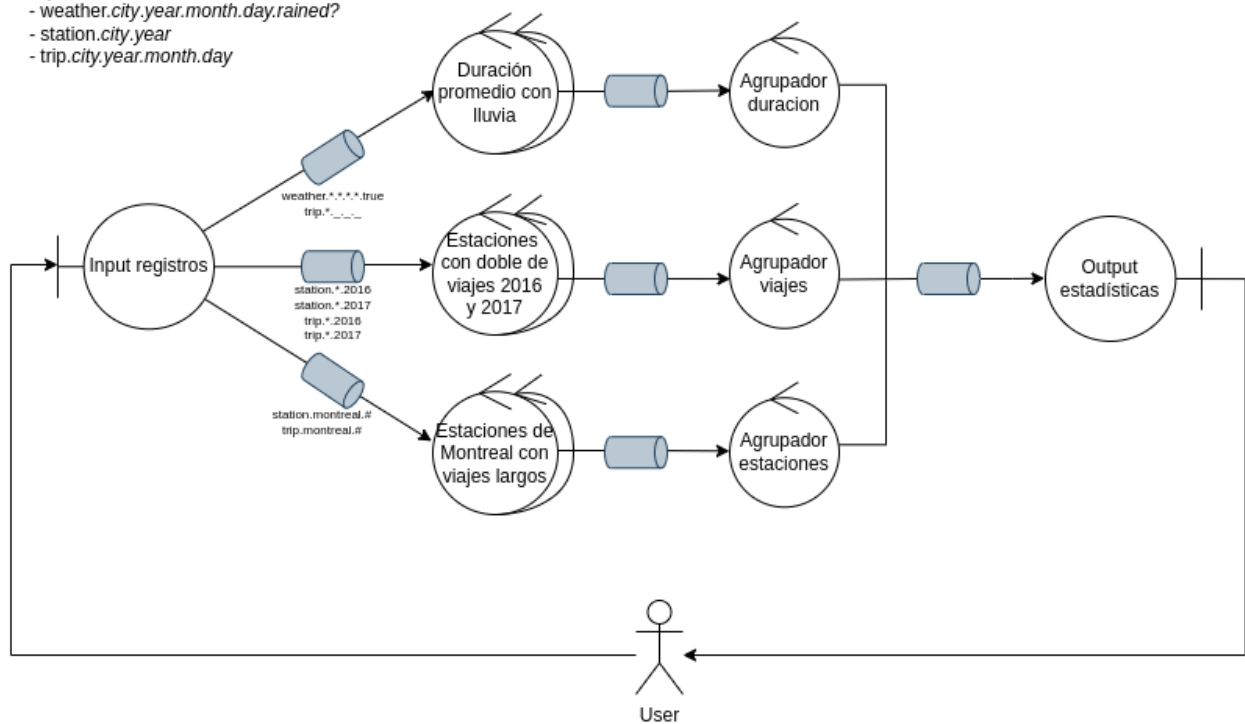 - weather.city.year.month.day.rained?
- station.city.year
- trip.city.year.month.day
Duración
promedio con
lluvia
Agrupador
duracion
weather.*.*.*.*.true
trip.*._._._
Input registros
station.*.2016
station.*.2017
trip.*.2016
trip.*.2017
Estaciones
con doble de
viajes 2016
y 2017
Agrupador
viajes
Output
estadísticas
station.montreal.#
trip.montreal.#
Estaciones de
Montreal con
viajes largos
Agrupador
estaciones
User